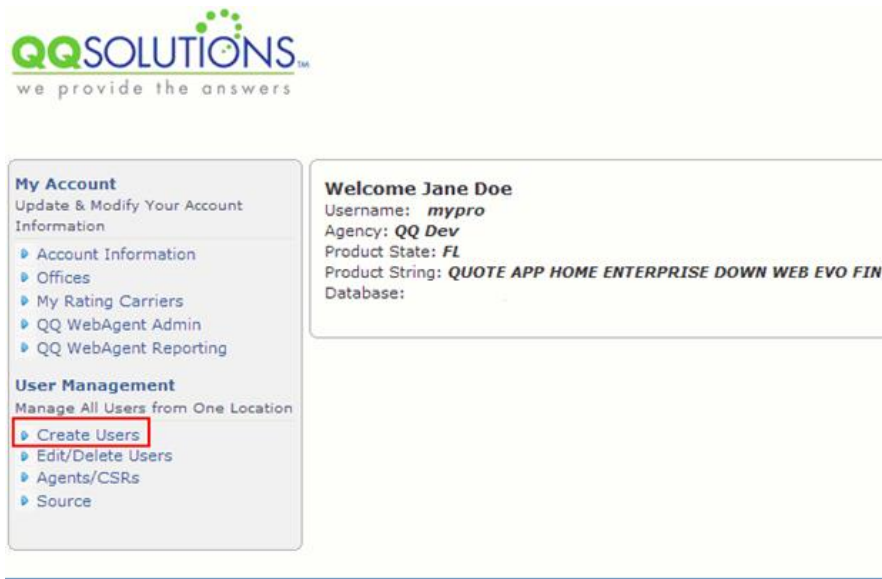 QQSOLUTIONS TM
we provide the answers
My Account
Update & Modify Your Account
Information
Account Information
Offices
My Rating Carriers
QQ WebAgent Admin
QQ WebAgent Reporting
User Management
Manage All Users from One Location
Create Users
Edit/Delete Users
Agents/CSRs
Source
Welcome Jane Doe
Username: mypro
Agency: QQ Dev
Product State: FL
Product String: QUOTE APP HOME ENTERPRISE DOWN WEB EVO FIN
Database: